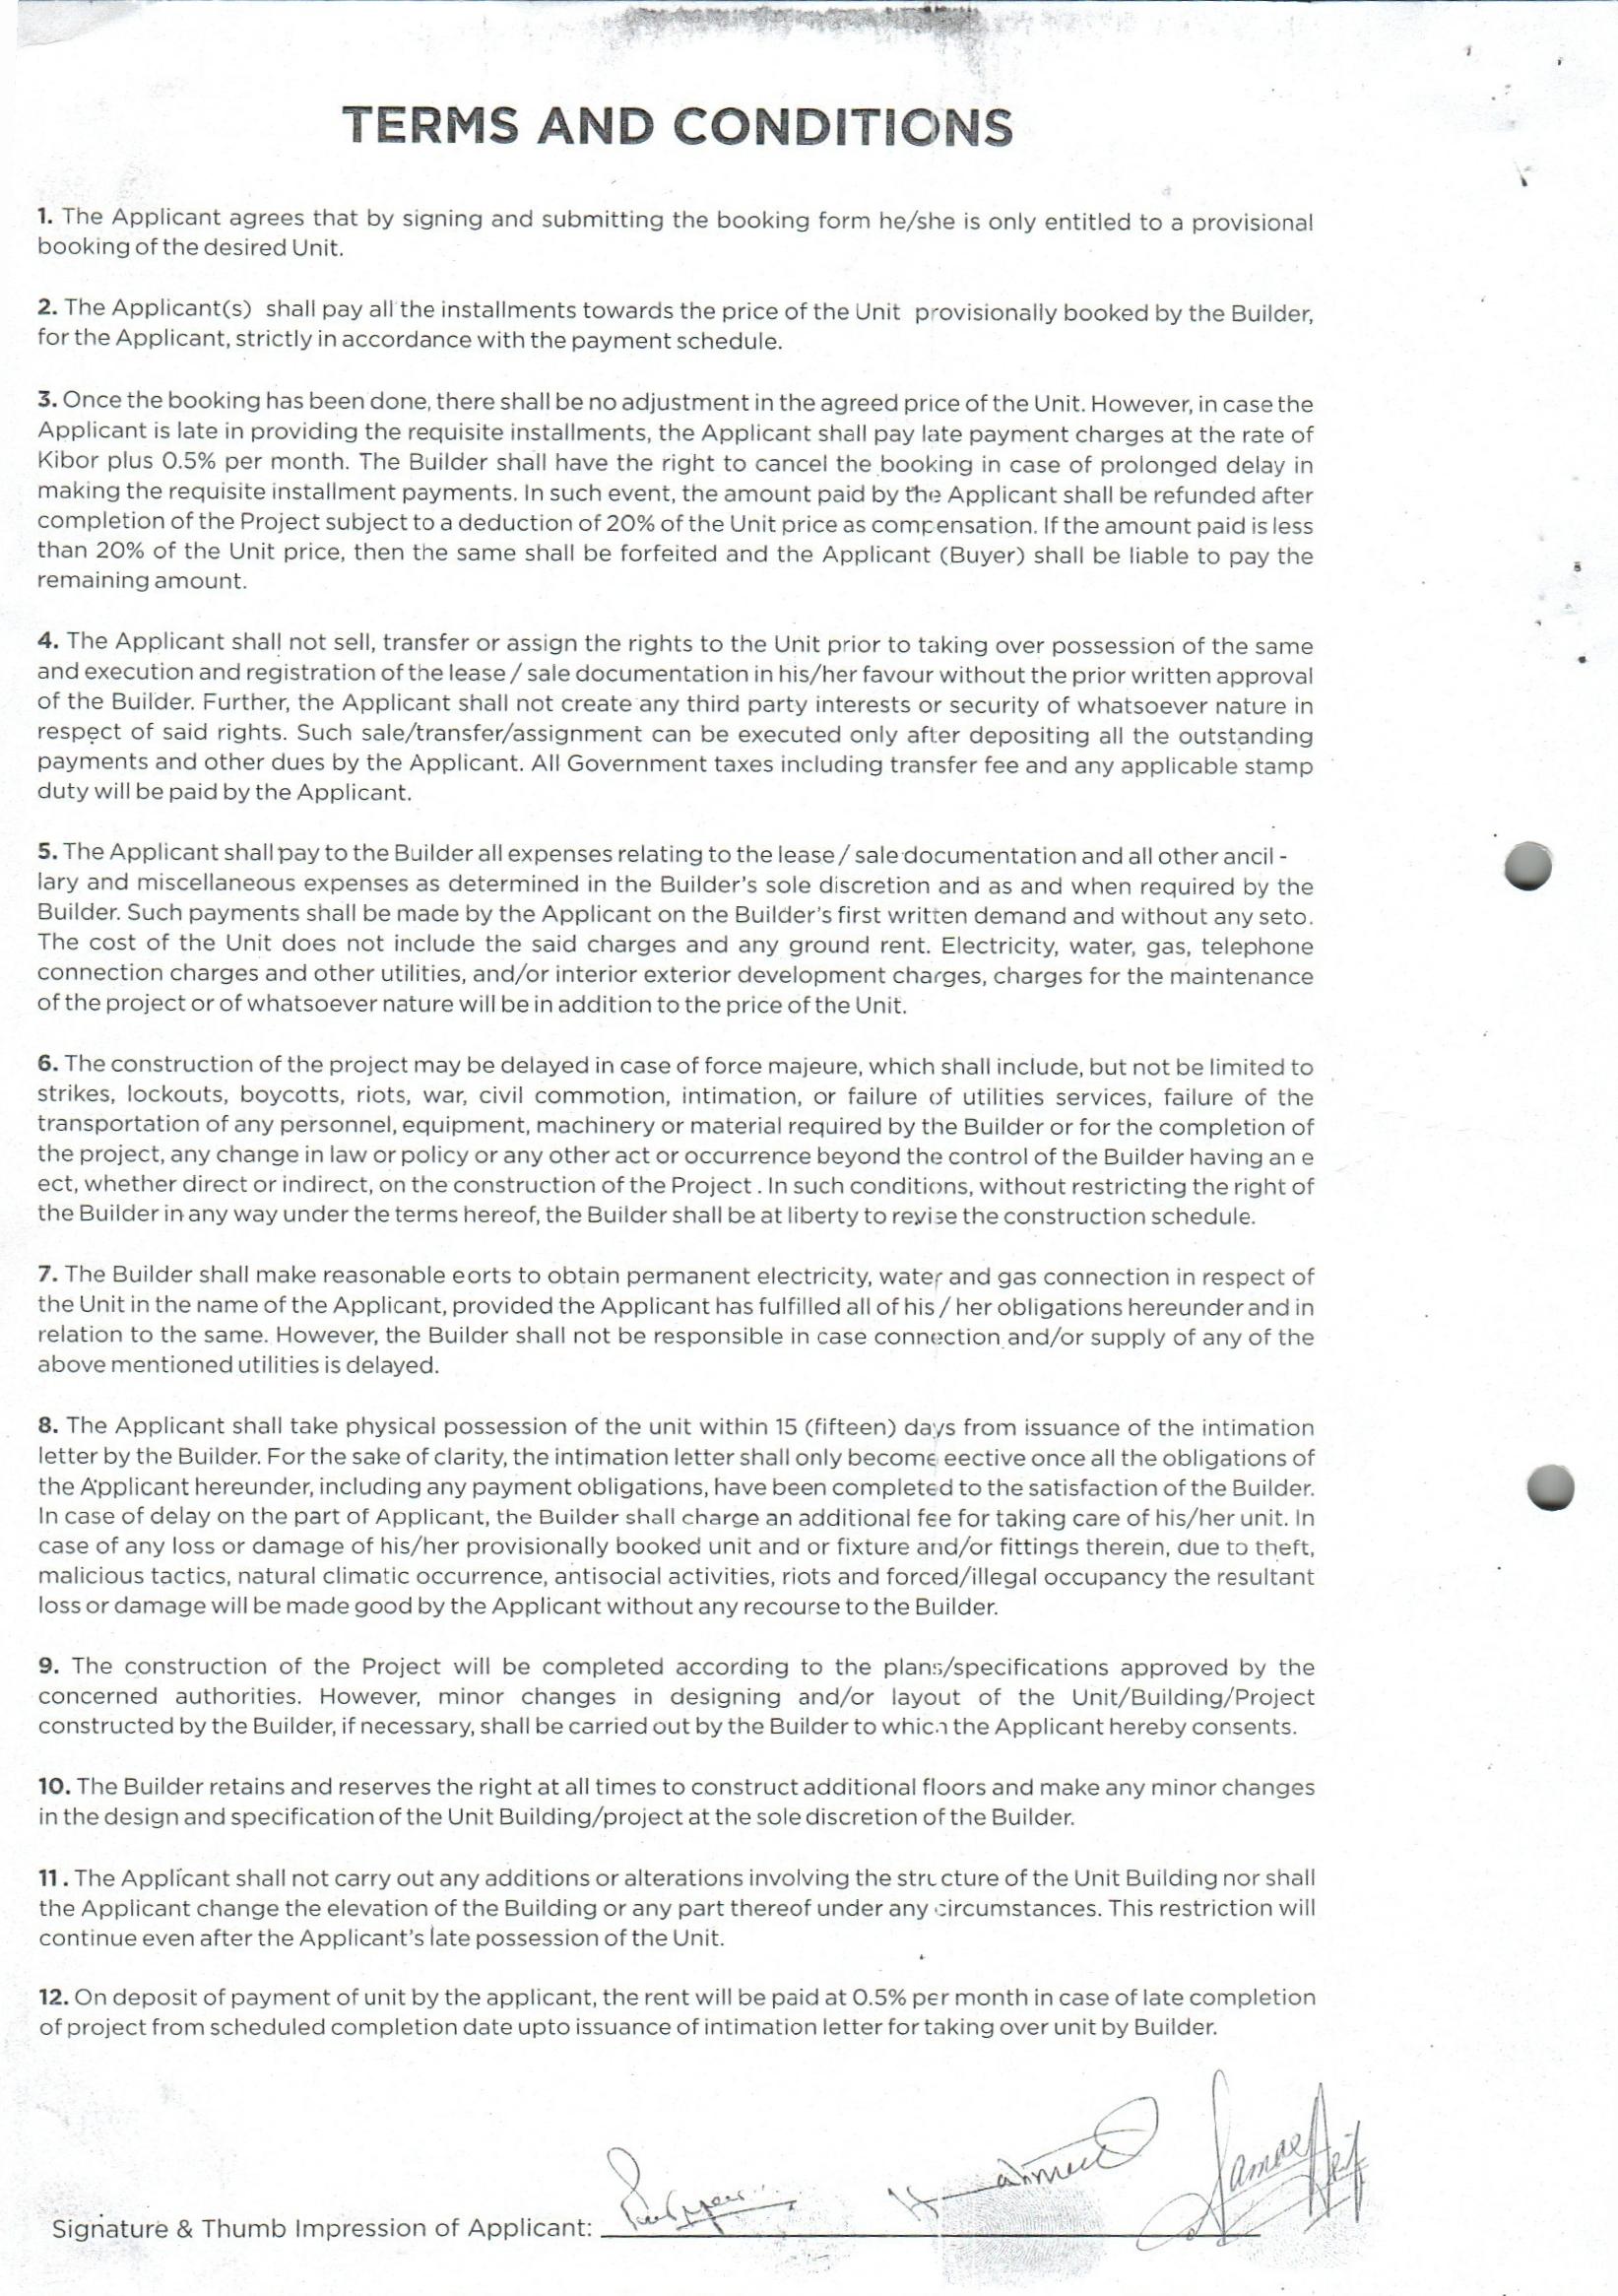 TERMS AND CONDITIONS
1. The Applicant agrees that by signing and submitting the booking form he/she is only entitled to a provisional
booking of the desired Unit.
2. The Applicant(s) shall pay all the installments towards the price of the Unit provisionally booked by the Builder,
for the Applicant, strictly in accordance with the payment schedule.
3. Once the booking has been done, there shall be no adjustment in the agreed price of the Unit. However, in case the
Applicant is late in providing the requisite installments, the Applicant shall pay late payment charges at the rate of
Kibor plus 0.5% per month. The Builder shall have the right to cancel the booking in case of prolonged delay in
making the requisite installment payments. In such event, the amount paid by the Applicant shall be refunded after
completion of the Project subject to a deduction of 20% of the Unit price as compensation. If the amount paid is less
than 20% of the Unit price, then the same shall be forfeited and the Applicant (Buyer) shall be liable to pay the
remaining amount.
4. The Applicant shall not sell, transfer or assign the rights to the Unit prior to taking over possession of the same
and execution and registration of the lease / sale documentation in his/her favour without the prior written approval
of the Builder. Further, the Applicant shall not create any third party interests or security of whatsoever nature in
respect of said rights. Such sale/transfer/assignment can be executed only after depositing all the outstanding
payments and other dues by the Applicant. All Government taxes including transfer fee and any applicable stamp
duty will be paid by the Applicant.
5. The Applicant shall pay to the Builder all expenses relating to the lease / sale documentation and all other ancil -
lary and miscellaneous expenses as determined in the Builder's sole discretion and as and when required by the
Builder. Such payments shall be made by the Applicant on the Builder's first written demand and without any seto.
The cost of the Unit does not include the said charges and any ground rent. Electricity, water, gas, telephone
connection charges and other utilities, and/or interior exterior development charges, charges for the maintenance
of the project or of whatsoever nature will be in addition to the price of the Unit.
6. The construction of the project may be delayed in case of force majeure, which shall include, but not be limited to
strikes, lockouts, boycotts, riots, war, civil commotion, intimation, or failure of utilities services, failure of the
transportation of any personnel, equipment, machinery or material required by the Builder or for the completion of
the project, any change in law or policy or any other act or occurrence beyond the control of the Builder having an e
ect, whether direct or indirect, on the construction of the Project . In such conditions, without restricting the right of
the Builder in any way under the terms hereof, the Builder shall be at liberty to revise the construction schedule.
7. The Builder shall make reasonable eorts to obtain permanent electricity, water and gas connection in respect of
the Unit in the name of the Applicant, provided the Applicant has fulfilled all of his / her obligations hereunder and in
relation to the same. However, the Builder shall not be responsible in case connection and/or supply of any of the
above mentioned utilities is delayed.
8. The Applicant shall take physical possession of the unit within 15 (fifteen) days from issuance of the intimation
letter by the Builder. For the sake of clarity, the intimation letter shall only become eective once all the obligations of
the Applicant hereunder, including any payment obligations, have been completed to the satisfaction of the Builder.
In case of delay on the part of Applicant, the Builder shall charge an additional fee for taking care of his/her unit. In
case of any loss or damage of his/her provisionally booked unit and or fixture and/or fittings therein, due to theft,
malicious tactics, natural climatic occurrence, antisocial activities, riots and forced/illegal occupancy the resultant
loss or damage will be made good by the Applicant without any recourse to the Builder.
9. The construction of the Project will be completed according to the plans/specifications approved by the
concerned authorities. However, minor changes in designing and/or layout of the Unit/Building/Project
constructed by the Builder, if necessary, shall be carried out by the Builder to which the Applicant hereby consents.
10. The Builder retains and reserves the right at all times to construct additional floors and make any minor changes
in the design and specification of the Unit Building/project at the sole discretion of the Builder.
11. The Applicant shall not carry out any additions or alterations involving the structure of the Unit Building nor shall
the Applicant change the elevation of the Building or any part thereof under any circumstances. This restriction will
continue even after the Applicant's late possession of the Unit.
12. On deposit of payment of unit by the applicant, the rent will be paid at 0.5% per month in case of late completion
of project from scheduled completion date upto issuance of intimation letter for taking over unit by Builder.
Signature & Thumb Impression of Applicant: